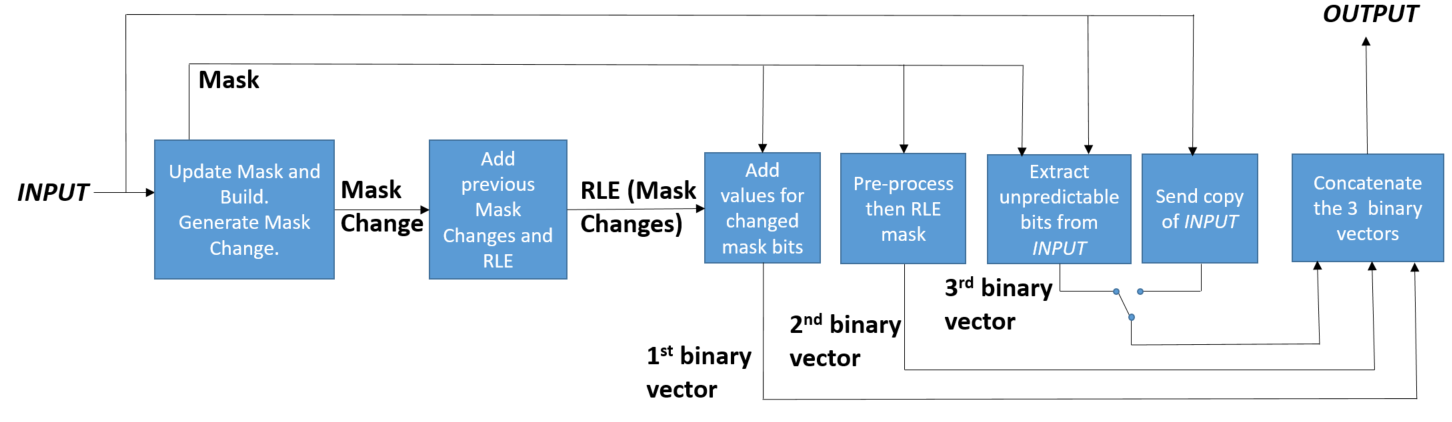 OUTPUT
Mask
INPUT
Update Mask and
Build.
Generate Mask
Change.
Mask
Change
Add
previous
Mask
Changes and
RLE
RLE (Mask
Changes)
Add
values for
changed
mask bits
Pre-process
then RLE
mask
Extract
unpredictable
bits from
INPUT
Send copy
of INPUT
Concatenate
the 3 binary
vectors
3rd binary
vector
2nd binary
vector
1st binary
vector